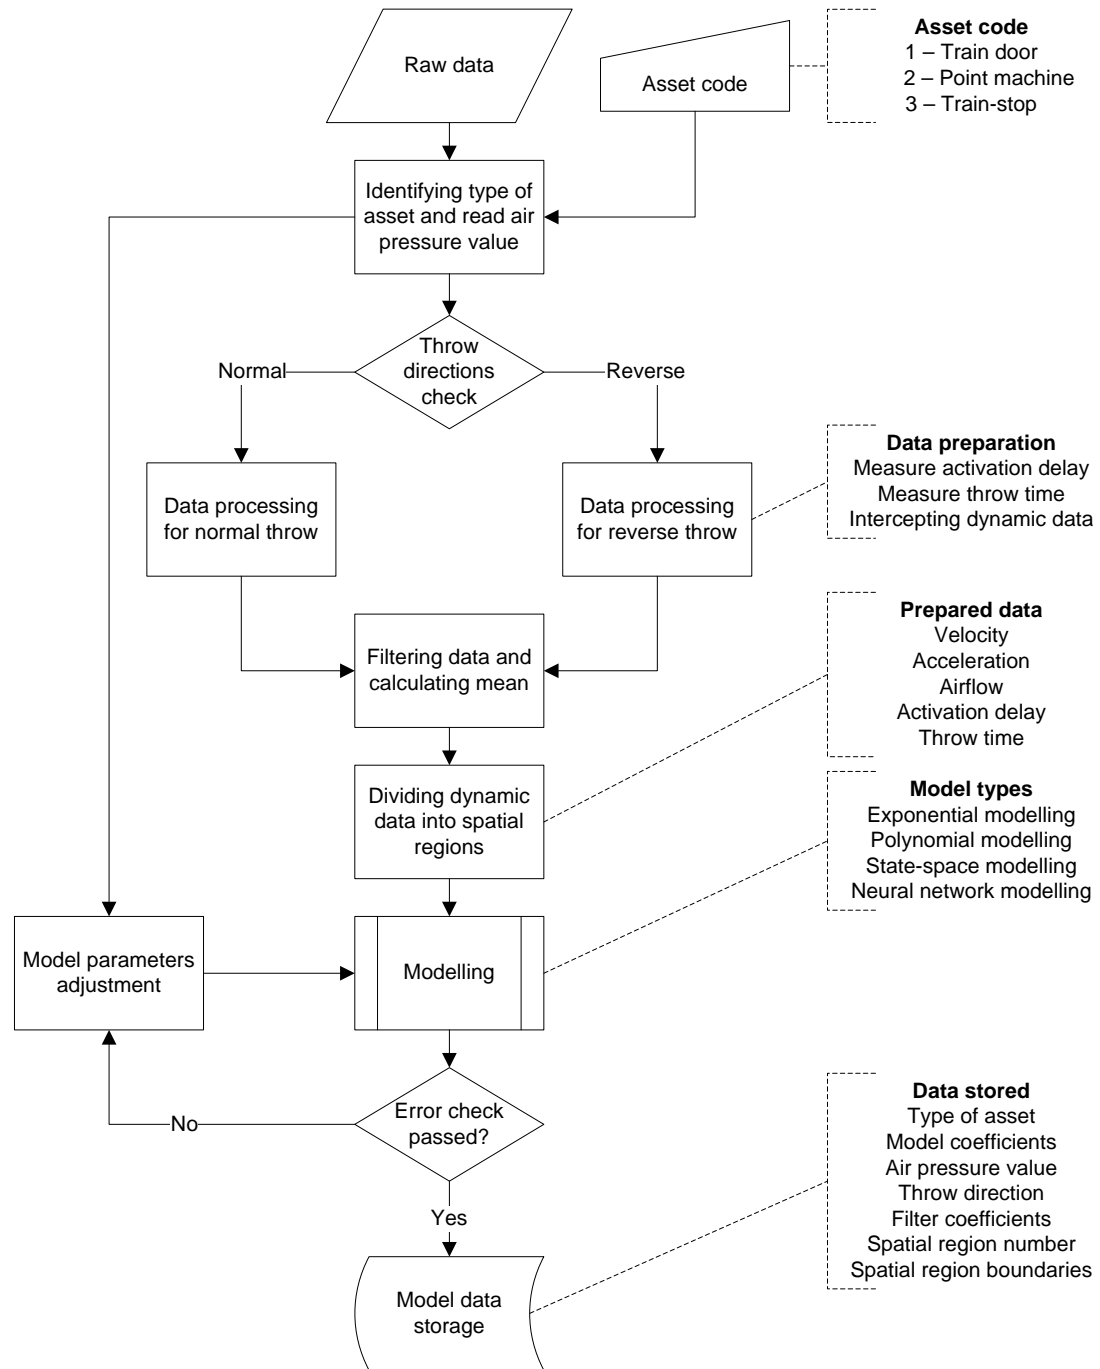 Raw data
Asset code
Asset code
1 – Train door
2 – Point machine
3 – Train-stop
Identifying type of
asset and read air
pressure value
Throw
directions
check
Normal
Reverse
Data processing
for normal throw
Data processing
for reverse throw
Data preparation
Measure activation delay
Measure throw time
Intercepting dynamic data
Filtering data and
calculating mean
Prepared data
Velocity
Acceleration
Airflow
Activation delay
Throw time
Dividing dynamic
data into spatial
regions
Model types
Exponential modelling
Polynomial modelling
State-space modelling
Neural network modelling
Model parameters
adjustment
Modelling
Error check
passed?
No
Yes
Data stored
Type of asset
Model coefficients
Air pressure value
Throw direction
Filter coefficients
Spatial region number
Spatial region boundaries
Model data
storage